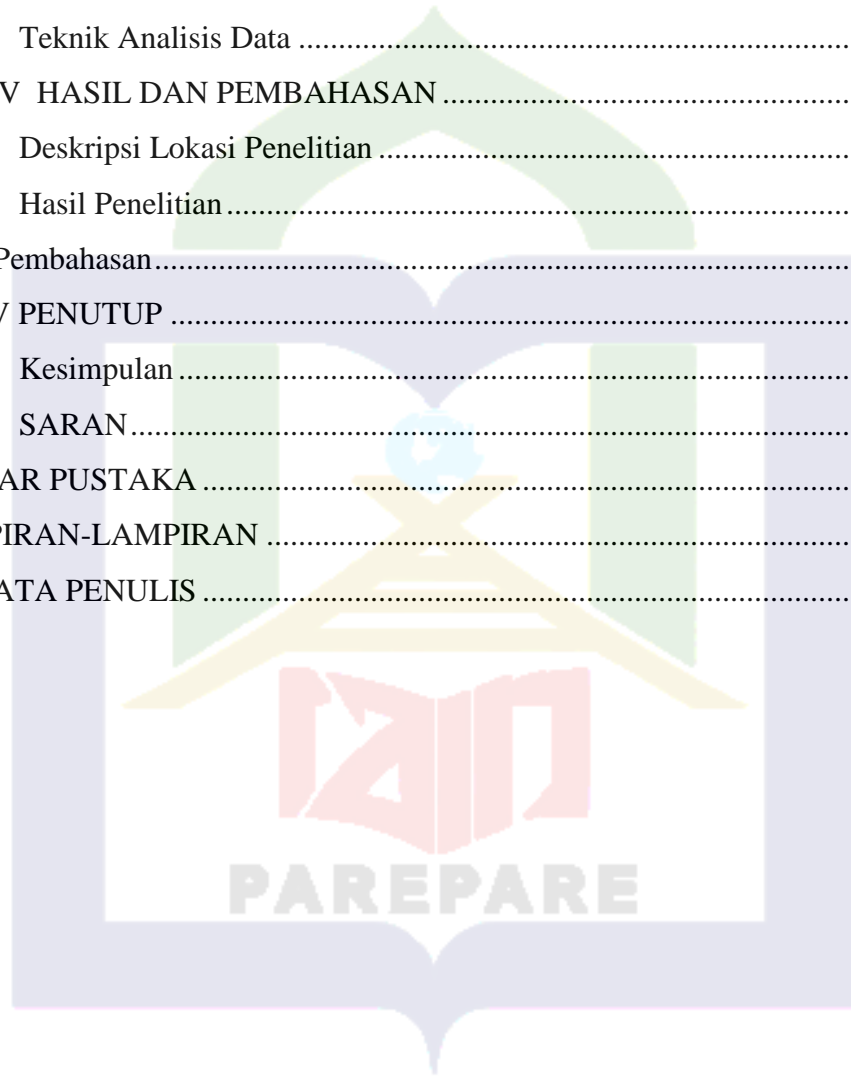 Teknik Analisis Data ........................................................................
V HASIL DAN PEMBAHASAN ....................................................
Deskripsi Lokasi Penelitian ............................................................
Hasil Penelitian ................................................................................
Pembahasan .........................................................................................
V PENUTUP ......................................................................................
Kesimpulan ......................................................................................
SARAN ............................................................................................
AR PUSTAKA .................................................................................
PIRAN-LAMPIRAN ........................................................................
ATA PENULIS .................................................................................
PAREPARE